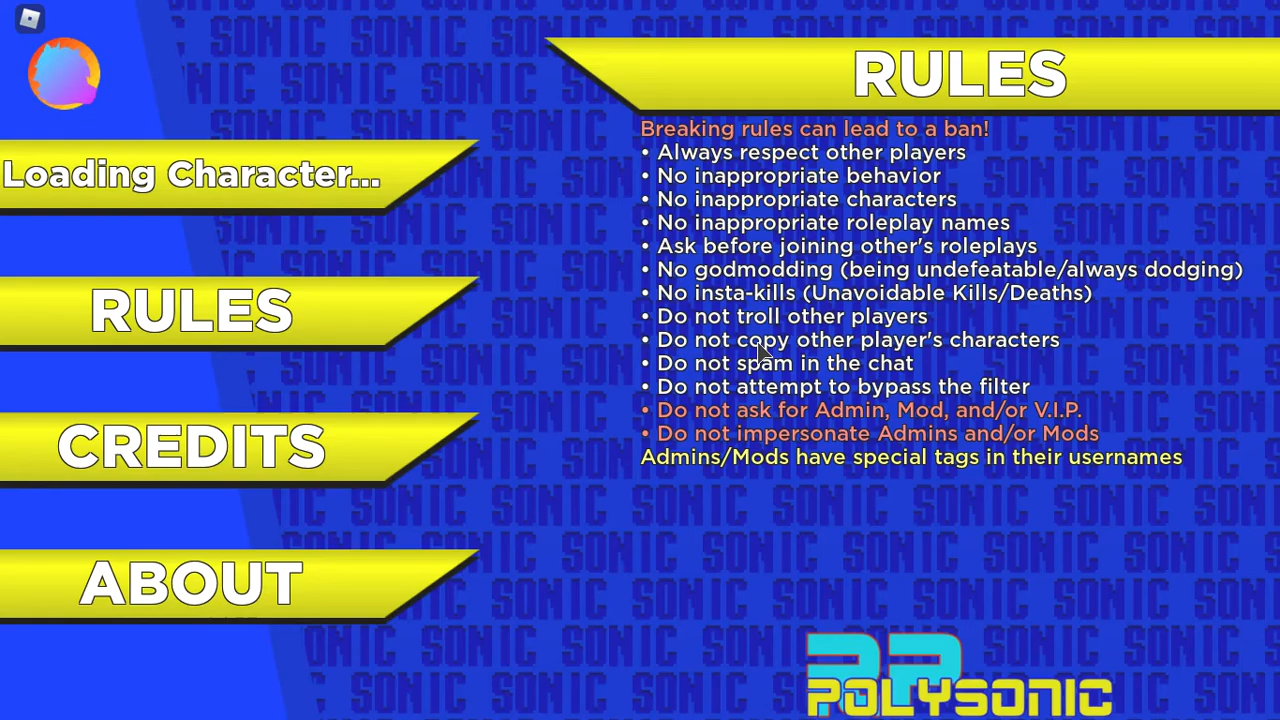 Loading Character...
RULES
CREDITS
ABOUT
RULES
Breaking rules can lead to a ban!
• Always respect other players
• No inappropriate behavior
• No inappropriate characters
• No inappropriate roleplay names
• Ask before joining other's roleplays
• No godmodding (being undefeatable/always dodging)
• No insta-kills (Unavoidable Kills/Deaths)
• Do not troll other players
• Do not copy other player's characters
• Do not spam in the chat
• Do not attempt to bypass the filter
• Do not ask for Admin, Mod, and/or V.I.P.
• Do not impersonate Admins and/or Mods
Admins/Mods have special tags in their usernames
POLYSONIC